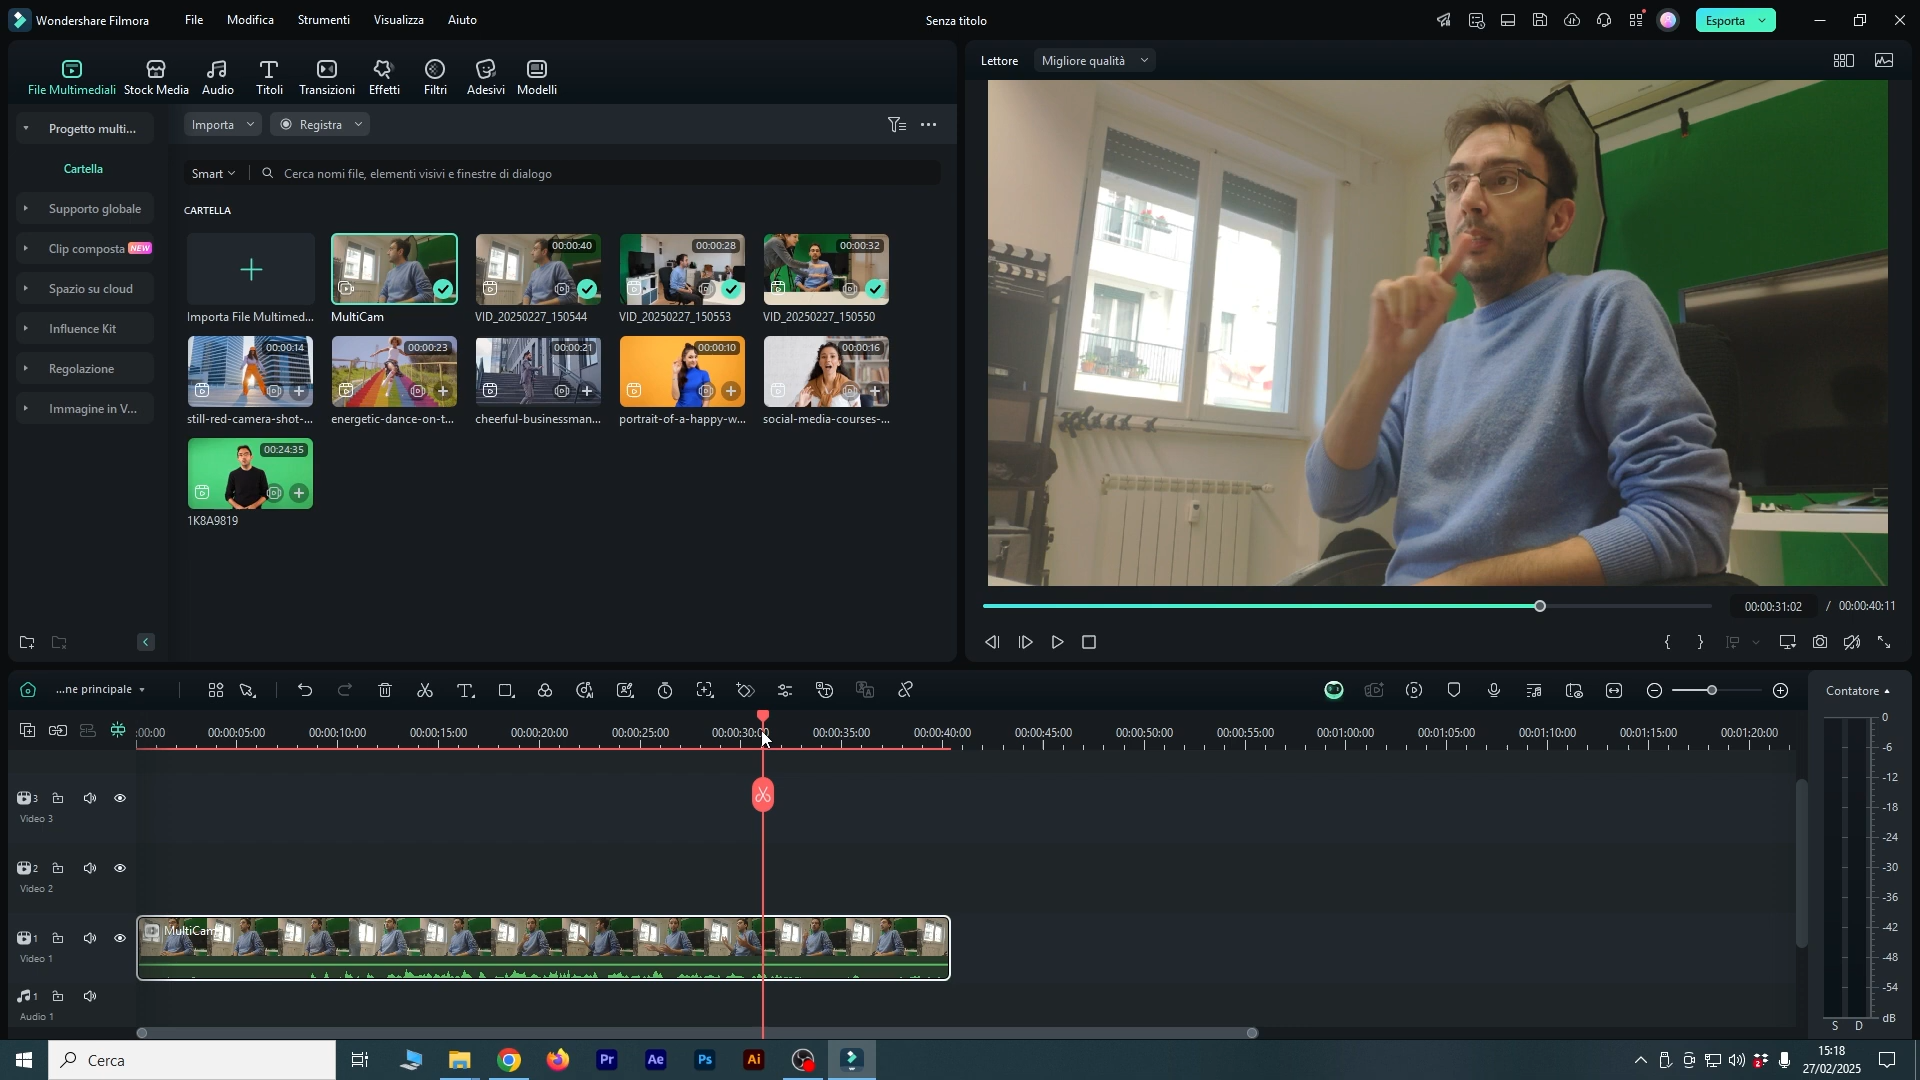 Wondershare Filmora
File
Modifica
Strumenti
Visualizza
Aiuto
Senza titolo
Esporta
File Multimediali
Stock Media
Audio
Titoli
Transizioni
Effetti
Filtri
Adesivi
Modelli
Lettore
Migliore qualità
Progetto multi...
Cartella
Supporto globale
Clip composta NEW
Spazio su cloud
Influence Kit
Regolazione
Immagine in V...
Importa
Registra
Smart
Cerca nomi file, elementi visivi e finestre di dialogo
CARTELLA
00:00:40
00:00:28
00:00:32
Importa File Multimed...
MultiCam
VID_20250227_150544
VID_20250227_150553
VID_20250227_150550
00:00:14
00:00:23
00:00:21
00:00:10
00:00:16
still-red-camera-shot-...
energetic-dance-on-t...
cheerful-businessman...
portrait-of-a-happy-w...
social-media-courses-...
00:24:35
1K8A9819
00:00:31:02 / 00:00:40:11
...ne principale
Contatore
:00:00
00:00:05:00
00:00:10:00
00:00:15:00
00:00:20:00
00:00:25:00
00:00:30:0
00:00:35:00
00:00:40:00
00:00:45:00
00:00:50:00
00:00:55:00
00:01:00:00
00:01:05:00
00:01:10:00
00:01:15:00
00:01:20:00
3
Video 3
2
Video 2
1
Video 1
MultiCam
1
Audio 1
0
-6
-12
-18
-24
-30
-36
-42
-48
-54
dB
S D
Cerca
Pr
Ae
Ps
Ai
2
15:18
27/02/2025